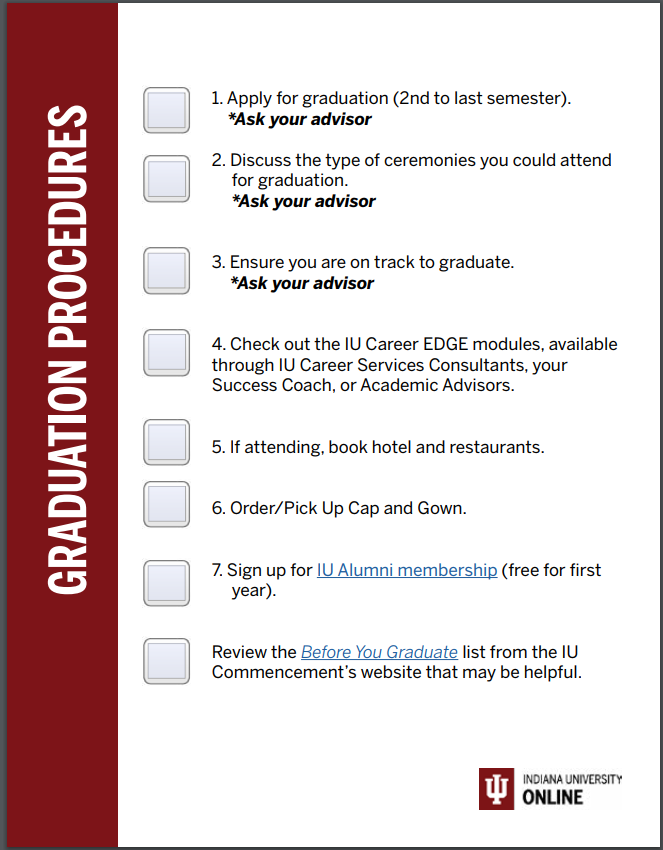 GRADUATION PROCEDURES
1. Apply for graduation (2nd to last semester).
*Ask your advisor
2. Discuss the type of ceremonies you could attend
for graduation.
*Ask your advisor
3. Ensure you are on track to graduate.
*Ask your advisor
4. Check out the IU Career EDGE modules, available
through IU Career Services Consultants, your
Success Coach, or Academic Advisors.
5. If attending, book hotel and restaurants.
6. Order/Pick Up Cap and Gown.
7. Sign up for IU Alumni membership (free for first
year).
Review the Before You Graduate list from the IU
Commencement’s website that may be helpful.
INDIANA UNIVERSITY
ONLINE